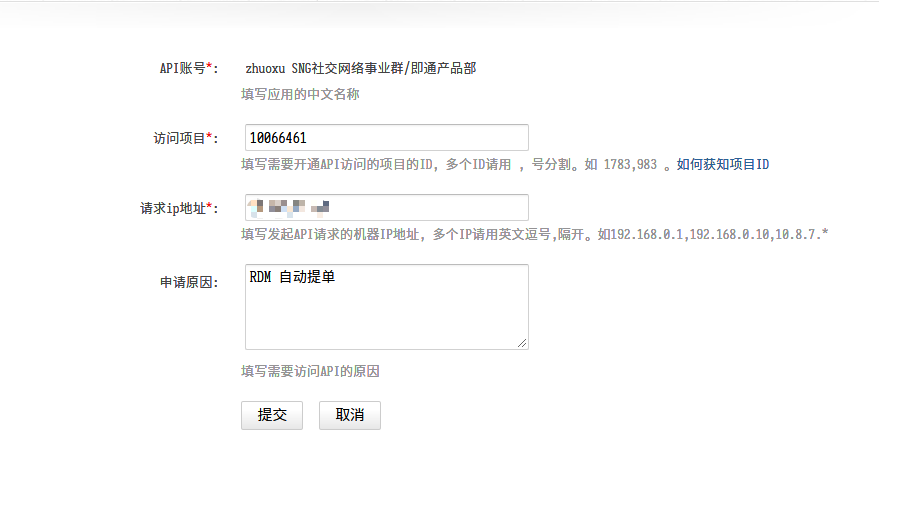 API账号*: zhuoxu SNG社交网络事业群/即通产品部
填写应用的中文名称
访问项目*: 10066461
填写需要开通API访问的项目的ID，多个ID请用 ，号分割。如 1783,983 。如何获知项目ID
请求ip地址*:
填写发起API请求的机器IP地址，多个IP请用英文逗号,隔开。如192.168.0.1,192.168.0.10,10.8.7.*
申请原因: RDM 自动提单
填写需要访问API的原因
提交 取消